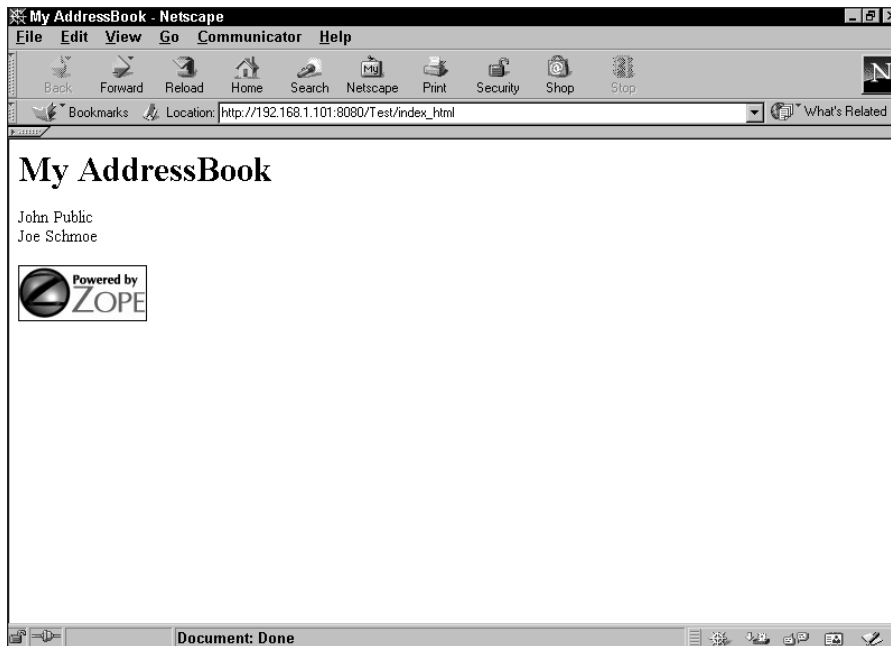 My AddressBook - Netscape
File Edit View Go Communicator Help
Back Forward Reload Home Search Netscape Print Security Shop Stop
Bookmarks Location: http://192.168.1.101:8080/Test/index_html What's Related
My AddressBook
John Public
Joe Schmoe
Powered by
ZOPE
Document: Done